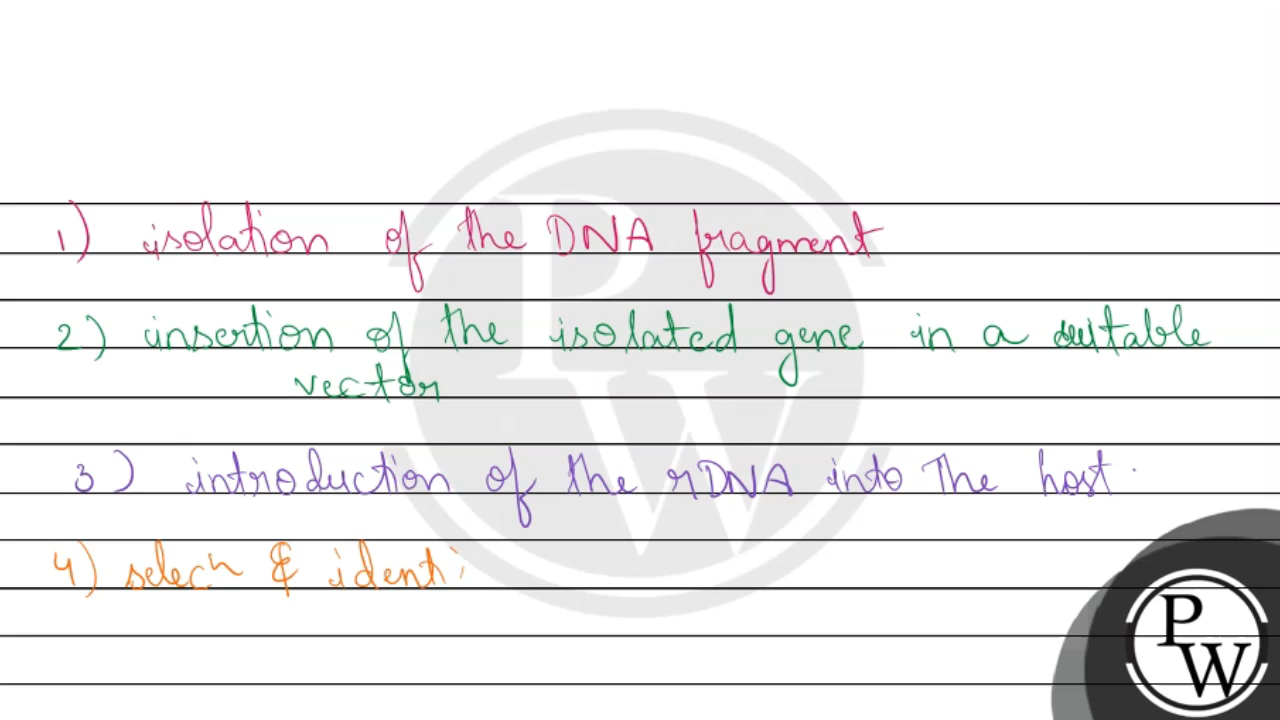 1) isolation of the DNA fragment
2) insertion of the isolated gene in a suitable
vector
3) introduction of the rDNA into the host.
4) selecn & identi
P
W
P
W